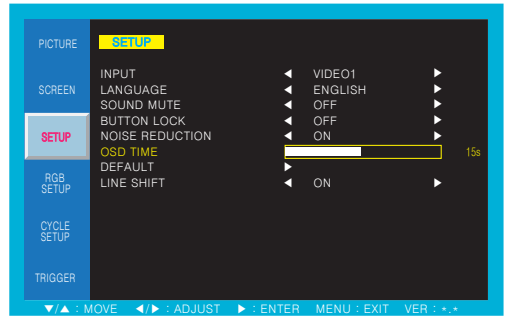 PICTURE
SCREEN
SETUP
RGB
SETUP
CYCLE
SETUP
TRIGGER
SETUP
INPUT ◀ VIDEO1 ▶
LANGUAGE ◀ ENGLISH ▶
SOUND MUTE ◀ OFF ▶
BUTTON LOCK ◀ OFF ▶
NOISE REDUCTION ◀ ON ▶
OSD TIME 15s
DEFAULT ▶
LINE SHIFT ◀ ON ▶
▼/▲ : MOVE ◀/▶ : ADJUST ▶ : ENTER MENU : EXIT VER : *.*